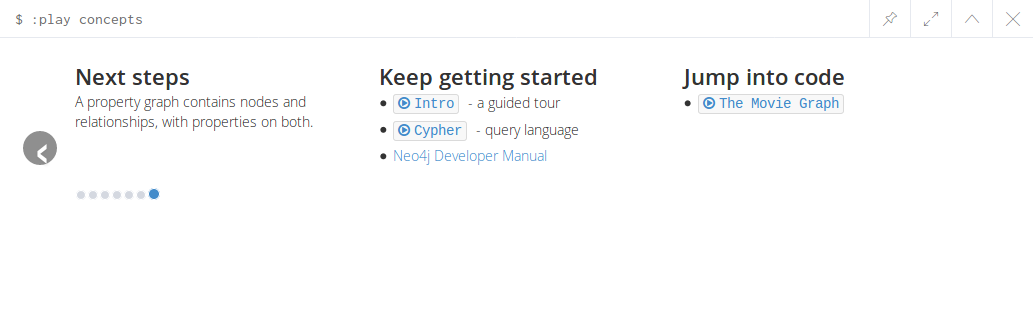 $ :play concepts
Next steps
A property graph contains nodes and
relationships, with properties on both.
Keep getting started
Intro - a guided tour
Cypher - query language
Neo4j Developer Manual
Jump into code
The Movie Graph